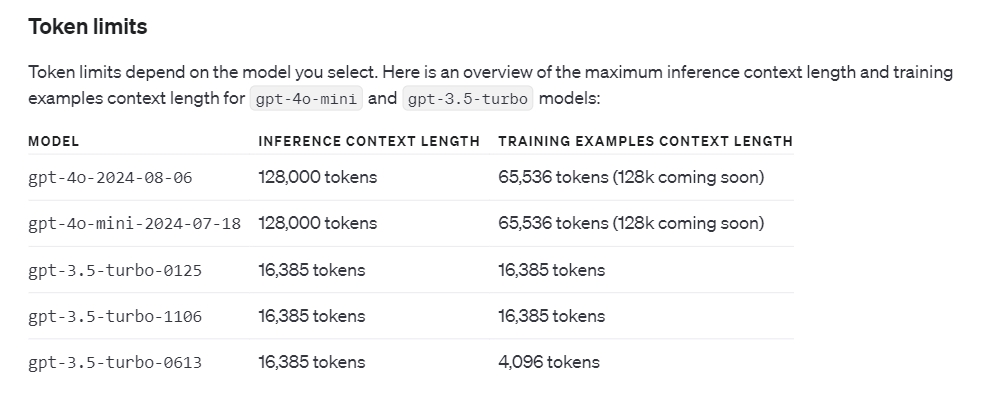 Token limits
Token limits depend on the model you select. Here is an overview of the maximum inference context length and training
examples context length for gpt-4o-mini and gpt-3.5-turbo models:
MODEL INFERENCE CONTEXT LENGTH TRAINING EXAMPLES CONTEXT LENGTH
gpt-4o-2024-08-06 128,000 tokens 65,536 tokens (128k coming soon)
gpt-4o-mini-2024-07-18 128,000 tokens 65,536 tokens (128k coming soon)
gpt-3.5-turbo-0125 16,385 tokens 16,385 tokens
gpt-3.5-turbo-1106 16,385 tokens 16,385 tokens
gpt-3.5-turbo-0613 16,385 tokens 4,096 tokens